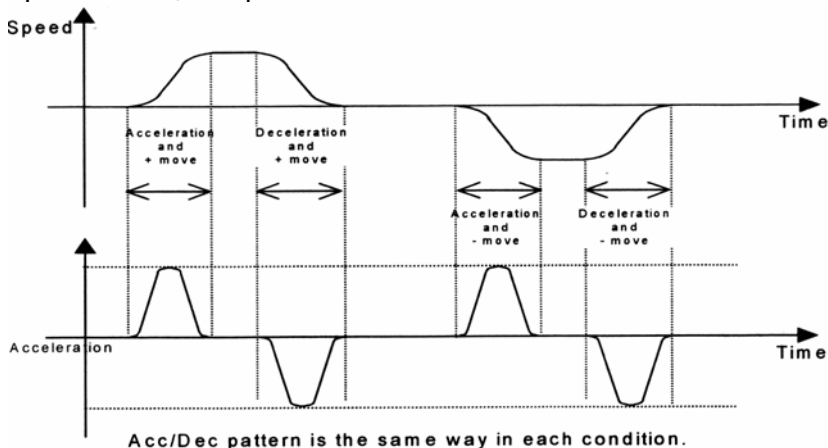 Speed
Time
Acceleration
and
+ move
Deceleration
and
+ move
Acceleration
and
- move
Deceleration
and
- move
Acceleration
Time
Acc/Dec pattern is the same way in each condition.